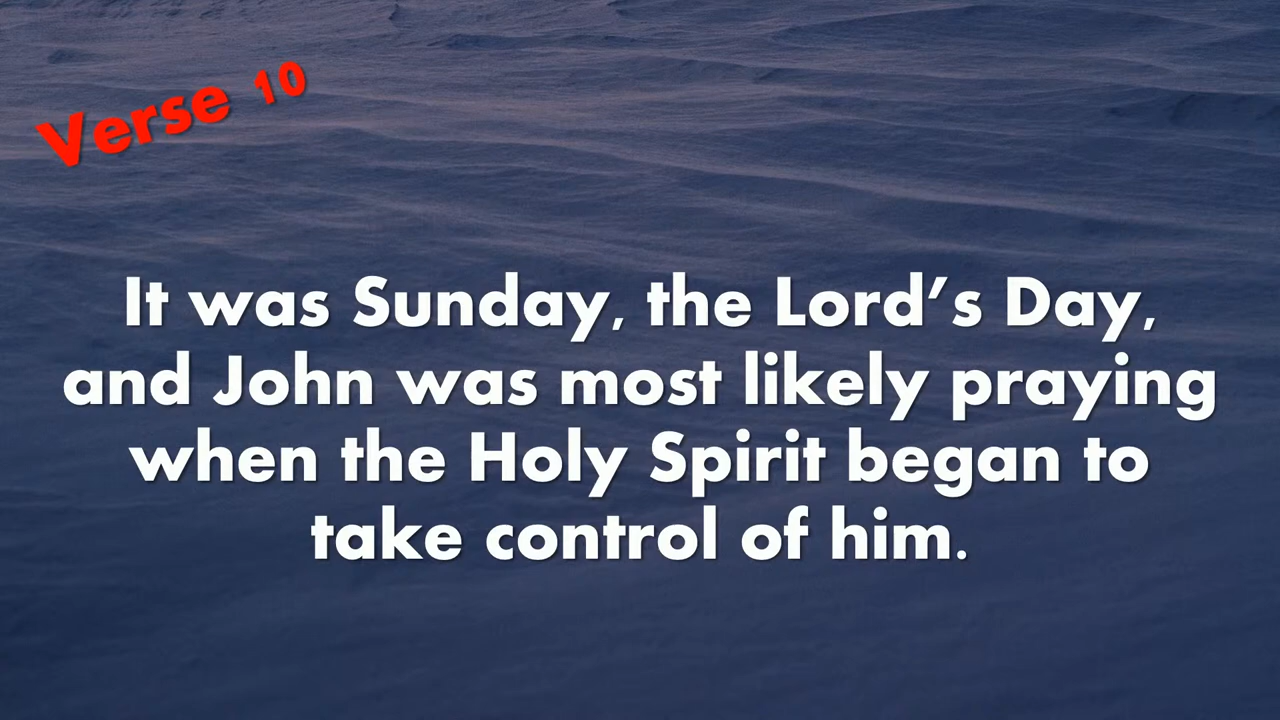 Verse 10
It was Sunday, the Lord’s Day,
and John was most likely praying
when the Holy Spirit began to
take control of him.